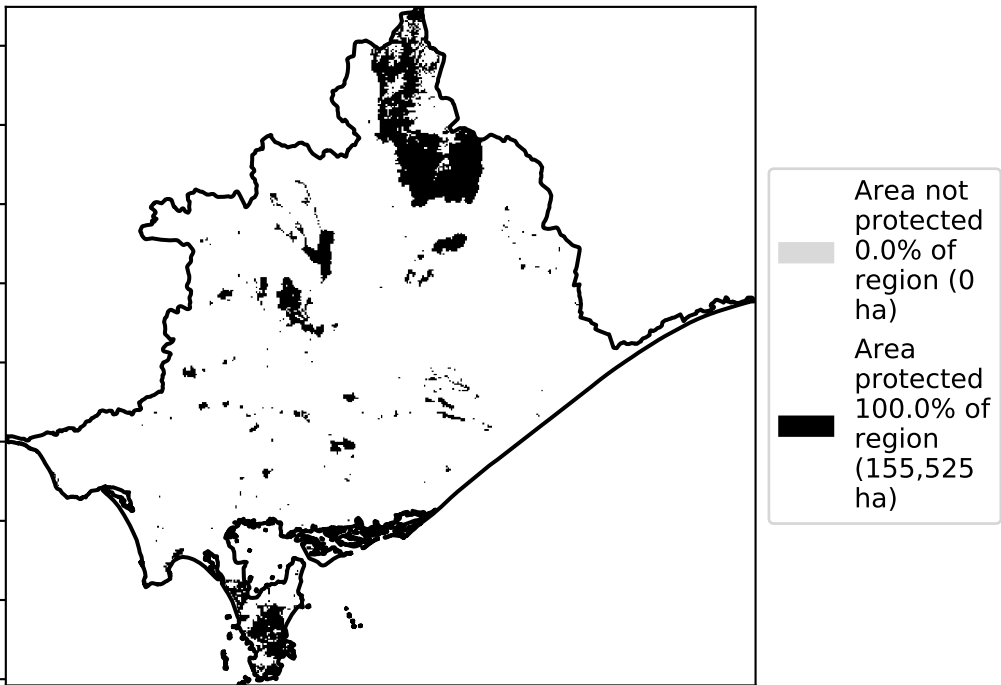 Area not
protected
0.0% of
region (0
ha)
Area
protected
100.0% of
region
(155,525
ha)